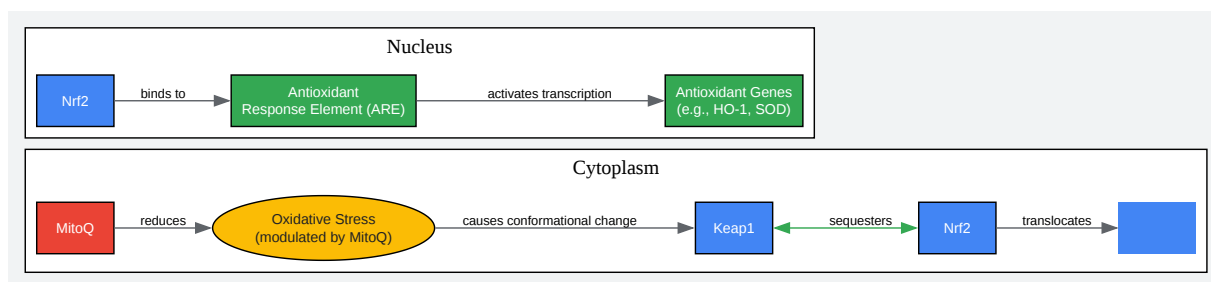 Nucleus
Nrf2
binds to
Antioxidant
Response Element (ARE)
activates transcription
Antioxidant Genes
(e.g., HO-1, SOD)
Cytoplasm
MitoQ
reduces
Oxidative Stress
(modulated by MitoQ)
causes conformational change
Keap1
sequesters
Nrf2
translocates